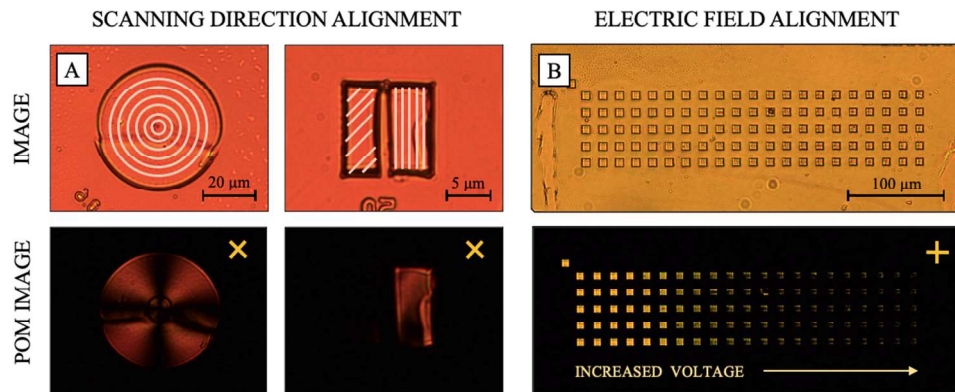 SCANNING DIRECTION ALIGNMENT
ELECTRIC FIELD ALIGNMENT
IMAGE
A
20 μm
5 μm
B
100 μm
POM IMAGE
INCREASED VOLTAGE